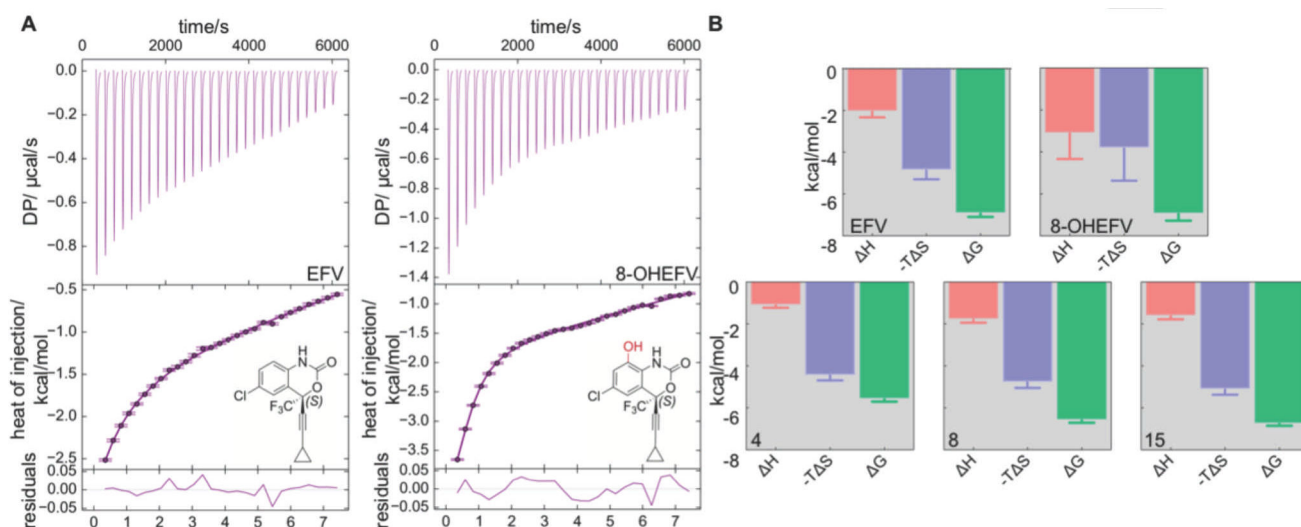 A
time/s
0 2000 4000 6000
DP/ μcal/s
0.0
−0.2
−0.4
−0.6
−0.8
EFV
heat of injection/
kcal/mol
−0.5
−1.0
−1.5
−2.0
−2.5
H
N
O
O
Cl
F₃C
(S)
residuals
0.05
0.00
−0.05
0 1 2 3 4 5 6 7
time/s
0 2000 4000 6000
DP/ μcal/s
0.0
−0.2
−0.4
−0.6
−0.8
−1.0
−1.2
−1.4
8-OHEFV
heat of injection/
kcal/mol
−1.0
−1.5
−2.0
−2.5
−3.0
−3.5
OH
H
N
O
O
Cl
F₃C
(S)
residuals
0.05
0.00
−0.05
0 1 2 3 4 5 6 7
B
kcal/mol
0
-2
-4
-6
-8
EFV
ΔH -TΔS ΔG
0
8-OHEFV
ΔH -TΔS ΔG
kcal/mol
0
-2
-4
-6
-8
4
ΔH -TΔS ΔG
0
8
ΔH -TΔS ΔG
0
15
ΔH -TΔS ΔG